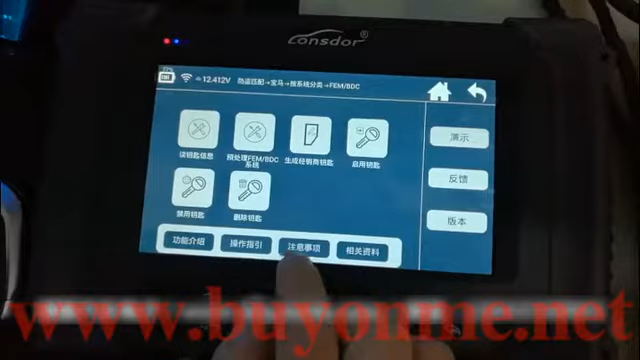 Lonsdor®
12.412V 防盗匹配→宝马→按系统分类→FEM/BDC
读钥匙信息 预处理FEM/BDC系统 生成经销商钥匙 启用钥匙
演示
反馈
禁用钥匙 删除钥匙
版本
功能介绍 操作指引 注意事项 相关资料
www.buyonme.net